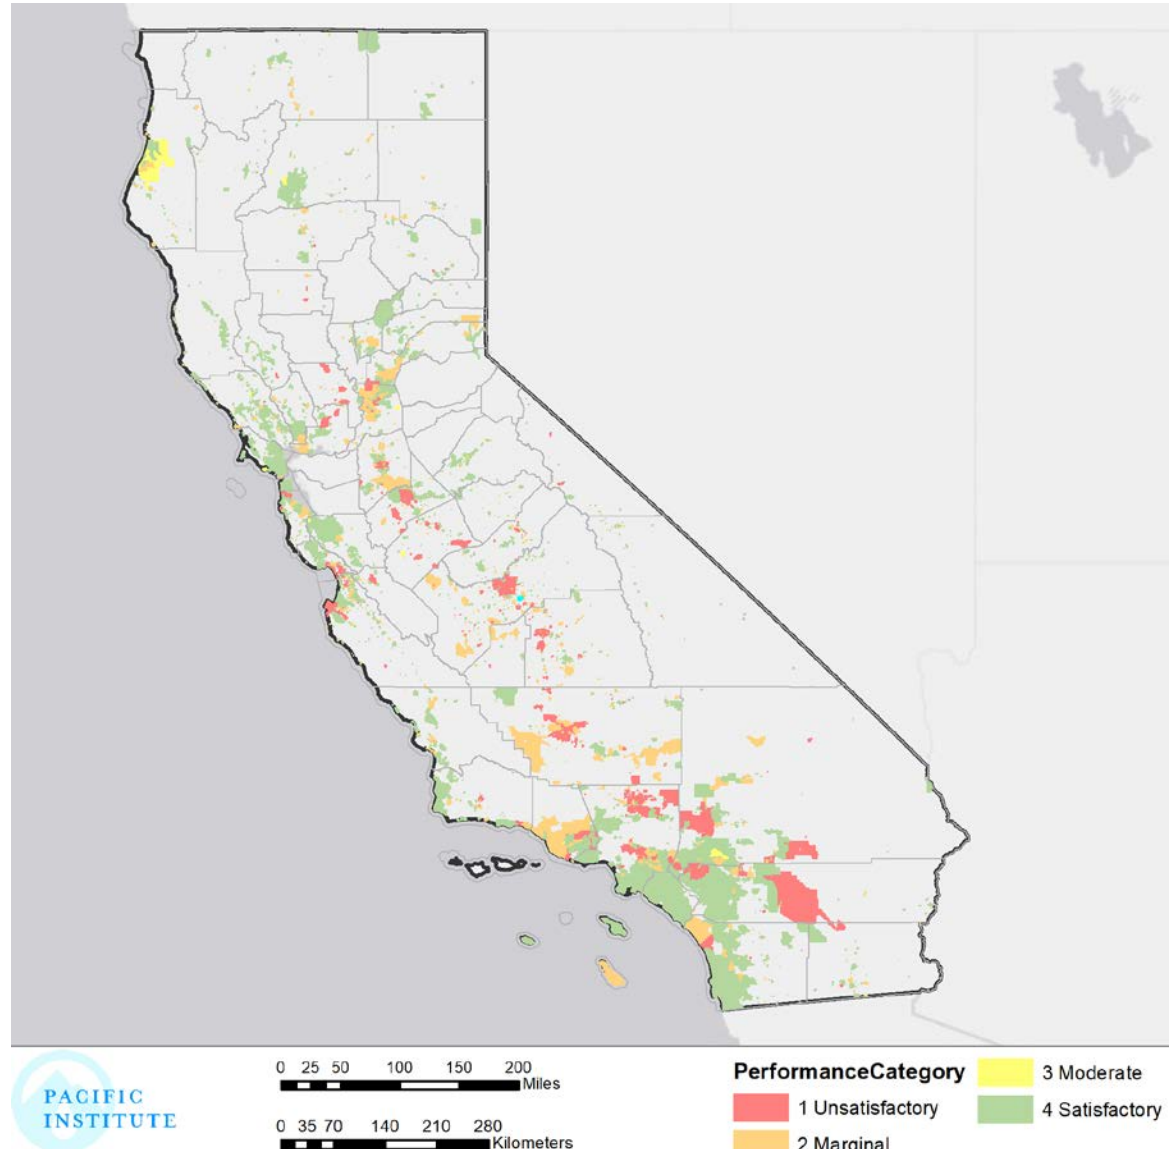 PACIFIC
INSTITUTE
0 25 50 100 150 200
Miles
0 35 70 140 210 280
Kilometers
PerformanceCategory
1 Unsatisfactory
2 Marginal
3 Moderate
4 Satisfactory